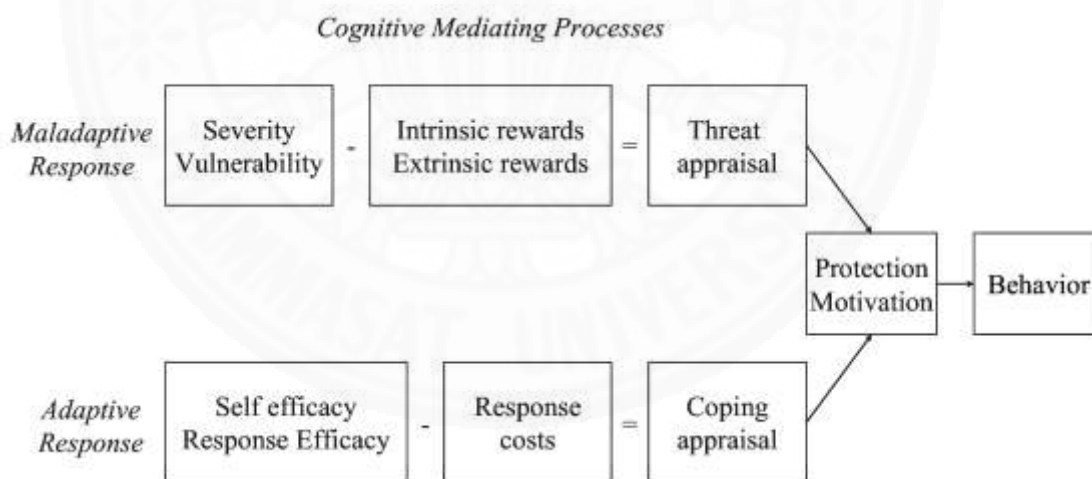 Cognitive Mediating Processes
Maladaptive
Response
Severity
Vulnerability
-
Intrinsic rewards
Extrinsic rewards
=
Threat
appraisal
Protection
Motivation
Behavior
Adaptive
Response
Self efficacy
Response Efficacy
-
Response
costs
=
Coping
appraisal